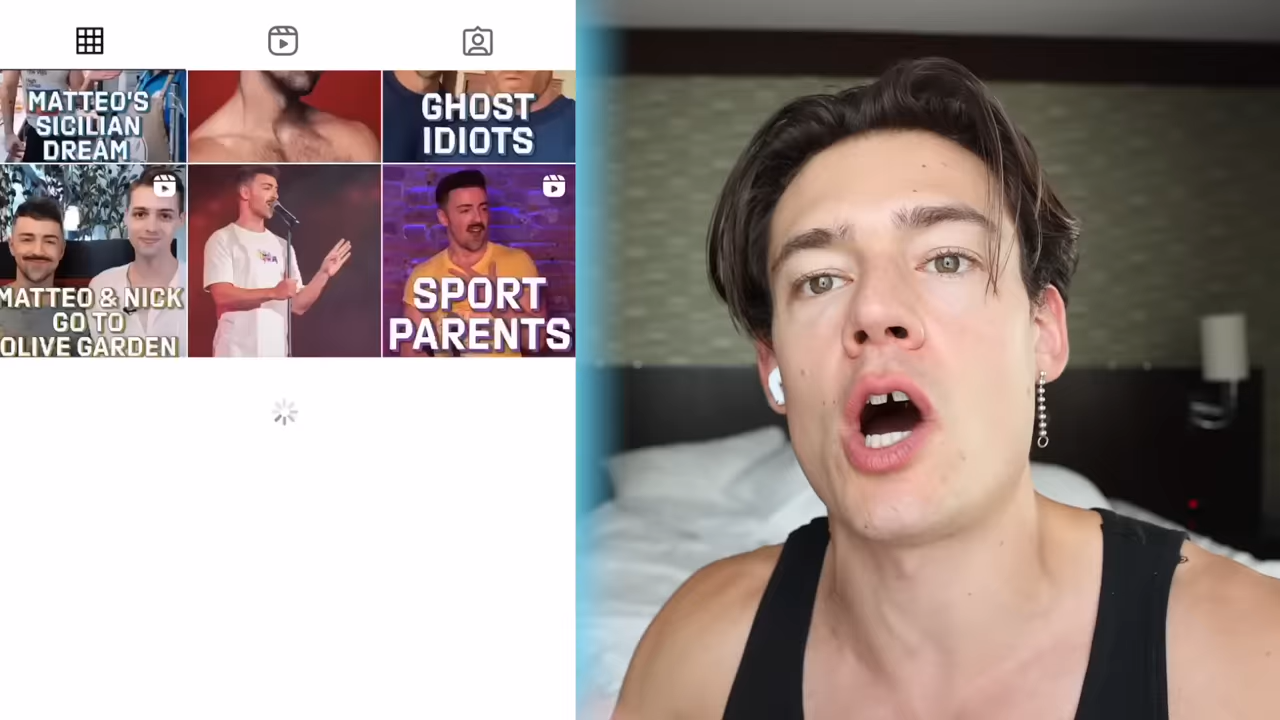 MATTEO'S
SICILIAN
DREAM
GHOST
IDIOTS
MATTEO & NICK
GO TO
OLIVE GARDEN
SPORT
PARENTS